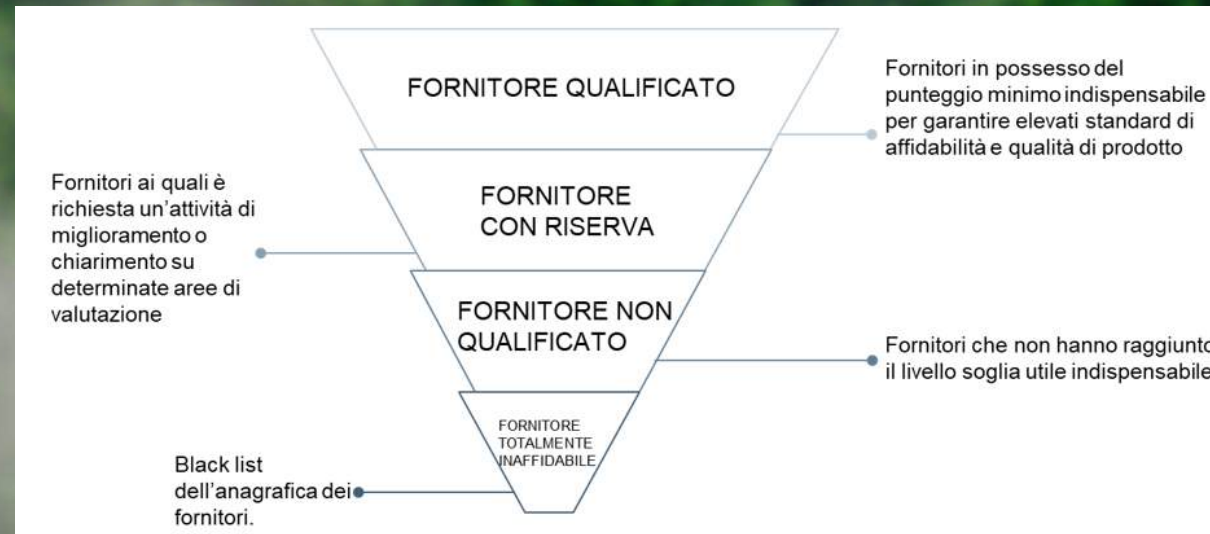 FORNITORE QUALIFICATO
Fornitori in possesso del
punteggio minimo indispensabile
per garantire elevati standard di
affidabilità e qualità di prodotto
Fornitori ai quali è
richiesta un'attività di
miglioramento o
chiarimento su
determinate aree di
valutazione
FORNITORE
CON RISERVA
FORNITORE NON
QUALIFICATO
Fornitori che non hanno raggiunto
il livello soglia utile indispensabile
FORNITORE
TOTALMENTE
INAFFIDABILE
Black list
dell'anagrafica dei
fornitori.